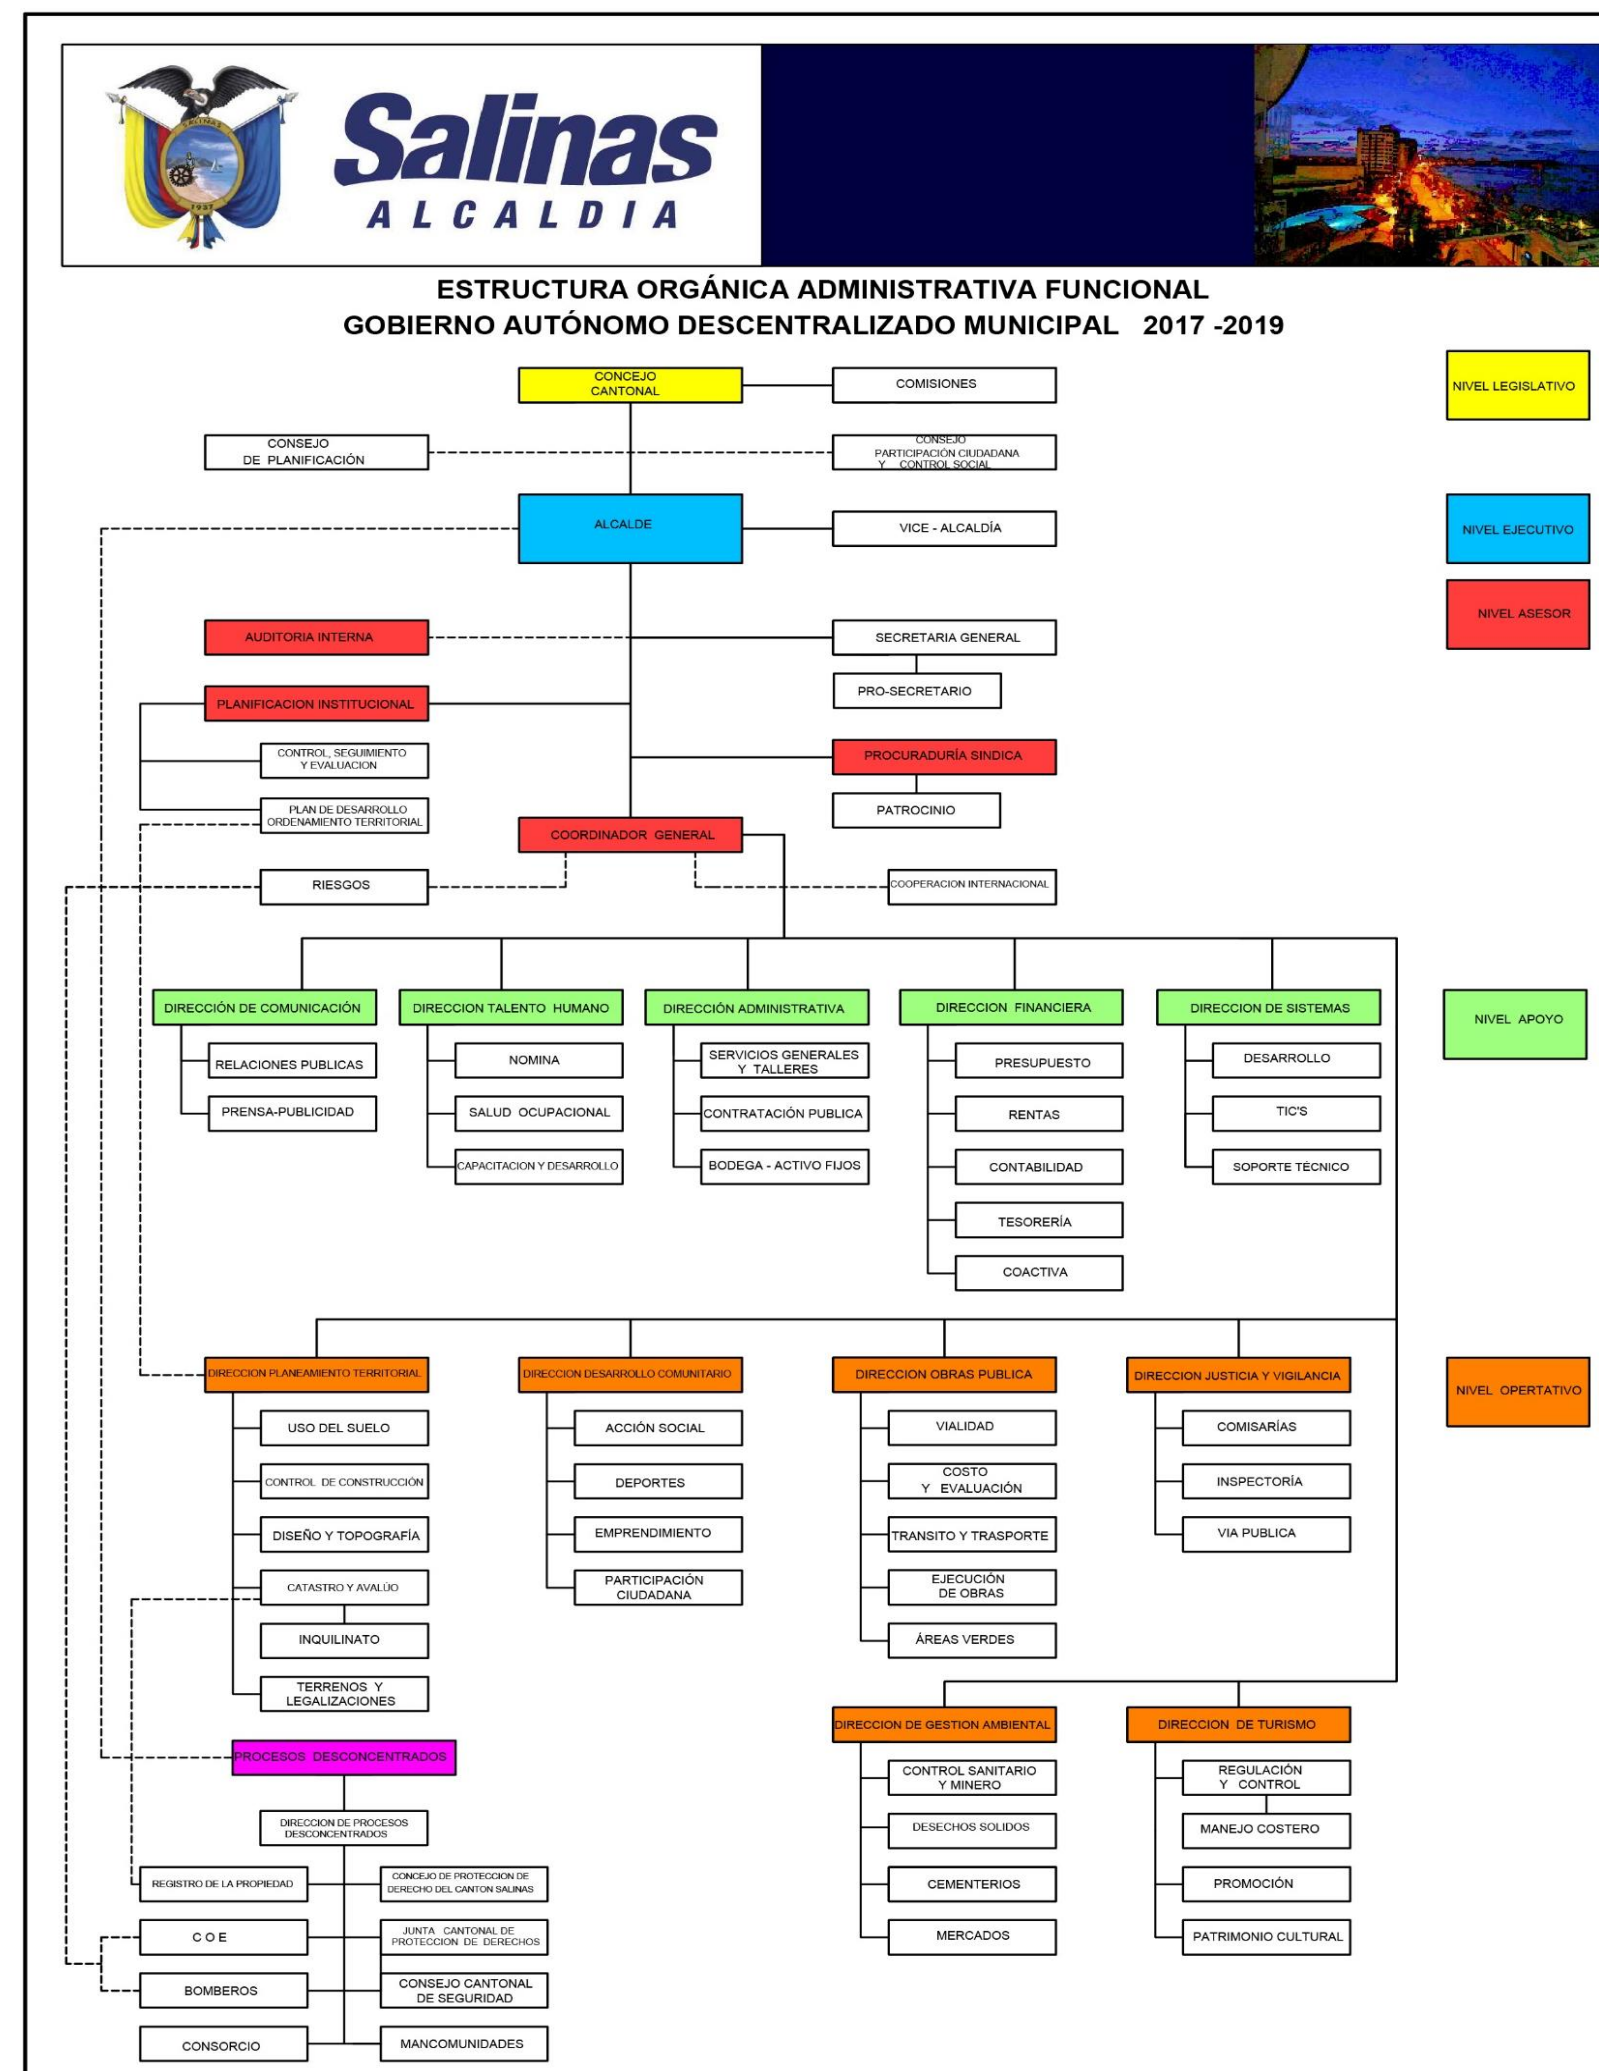 SALINAS
1937
Salinas
ALCALDIA
ESTRUCTURA ORGÁNICA ADMINISTRATIVA FUNCIONAL
GOBIERNO AUTÓNOMO DESCENTRALIZADO MUNICIPAL 2017 -2019
CONCEJO
CANTONAL
COMISIONES
NIVEL LEGISLATIVO
CONSEJO
DE PLANIFICACIÓN
CONSEJO
PARTICIPACIÓN CIUDADANA
Y CONTROL SOCIAL
ALCALDE
VICE - ALCALDÍA
NIVEL EJECUTIVO
NIVEL ASESOR
AUDITORIA INTERNA
SECRETARIA GENERAL
PRO-SECRETARIO
PLANIFICACION INSTITUCIONAL
CONTROL, SEGUIMIENTO
Y EVALUACION
PROCURADURÍA SINDICA
PATROCINIO
PLAN DE DESARROLLO
ORDENAMIENTO TERRITORIAL
COORDINADOR GENERAL
RIESGOS
COOPERACION INTERNACIONAL
DIRECCIÓN DE COMUNICACIÓN
DIRECCION TALENTO HUMANO
DIRECCIÓN ADMINISTRATIVA
DIRECCION FINANCIERA
DIRECCION DE SISTEMAS
NIVEL APOYO
RELACIONES PUBLICAS
PRENSA-PUBLICIDAD
NOMINA
SALUD OCUPACIONAL
CAPACITACION Y DESARROLLO
SERVICIOS GENERALES
Y TALLERES
CONTRATACIÓN PUBLICA
BODEGA - ACTIVO FIJOS
PRESUPUESTO
RENTAS
CONTABILIDAD
TESORERÍA
COACTIVA
DESARROLLO
TIC'S
SOPORTE TÉCNICO
DIRECCION PLANEAMIENTO TERRITORIAL
DIRECCION DESARROLLO COMUNITARIO
DIRECCION OBRAS PUBLICA
DIRECCION JUSTICIA Y VIGILANCIA
NIVEL OPERTATIVO
USO DEL SUELO
CONTROL DE CONSTRUCCIÓN
DISEÑO Y TOPOGRAFÍA
CATASTRO Y AVALÚO
INQUILINATO
TERRENOS Y
LEGALIZACIONES
ACCIÓN SOCIAL
DEPORTES
EMPRENDIMIENTO
PARTICIPACIÓN
CIUDADANA
VIALIDAD
COSTO
Y EVALUACIÓN
TRANSITO Y TRASPORTE
EJECUCIÓN
DE OBRAS
ÁREAS VERDES
COMISARÍAS
INSPECTORÍA
VIA PUBLICA
DIRECCION DE GESTION AMBIENTAL
DIRECCION DE TURISMO
CONTROL SANITARIO
Y MINERO
DESECHOS SOLIDOS
CEMENTERIOS
MERCADOS
REGULACIÓN
Y CONTROL
MANEJO COSTERO
PROMOCIÓN
PATRIMONIO CULTURAL
PROCESOS DESCONCENTRADOS
DIRECCION DE PROCESOS
DESCONCENTRADOS
REGISTRO DE LA PROPIEDAD
CONCEJO DE PROTECCION DE
DERECHO DEL CANTON SALINAS
C O E
JUNTA CANTONAL DE
PROTECCION DE DERECHOS
BOMBEROS
CONSEJO CANTONAL
DE SEGURIDAD
CONSORCIO
MANCOMUNIDADES